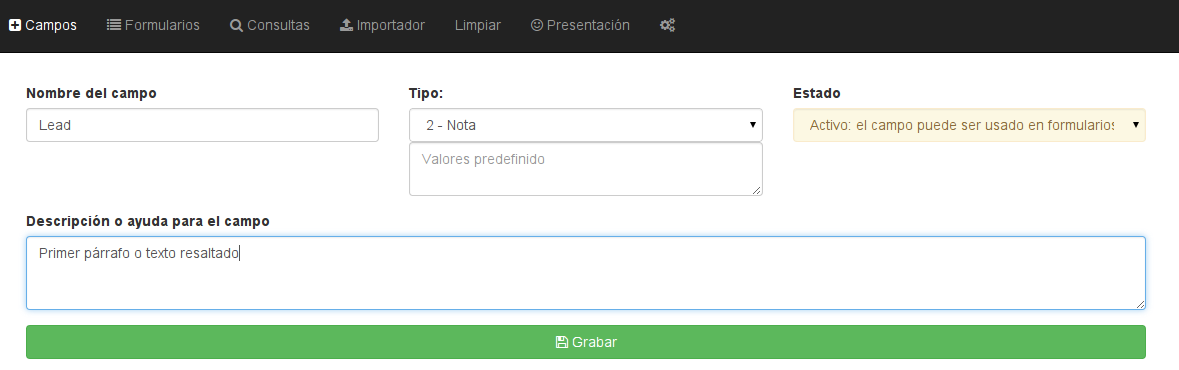 Campos Formularios Consultas Importador Limpiar Presentación
Nombre del campo Tipo: Estado
Lead 2 - Nota Activo: el campo puede ser usado en formularios
Valores predefinido
Descripción o ayuda para el campo
Primer párrafo o texto resaltado
Grabar